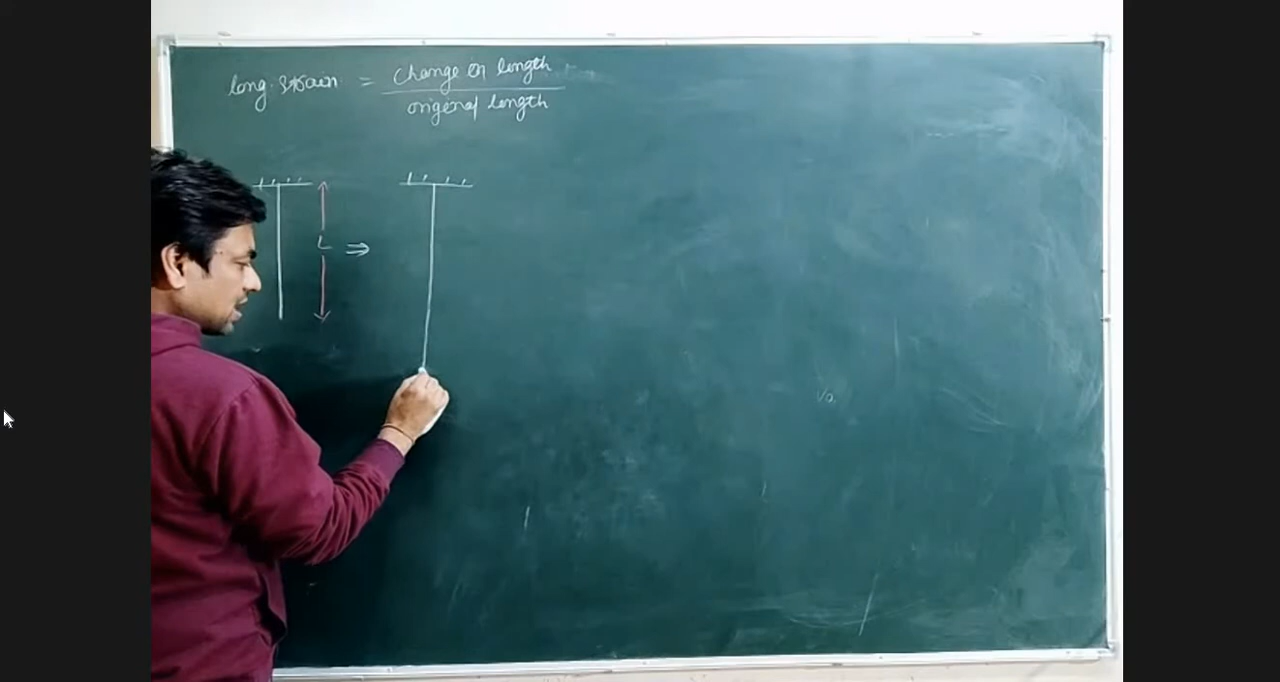 long. strain = change in length
original length
L ⇒